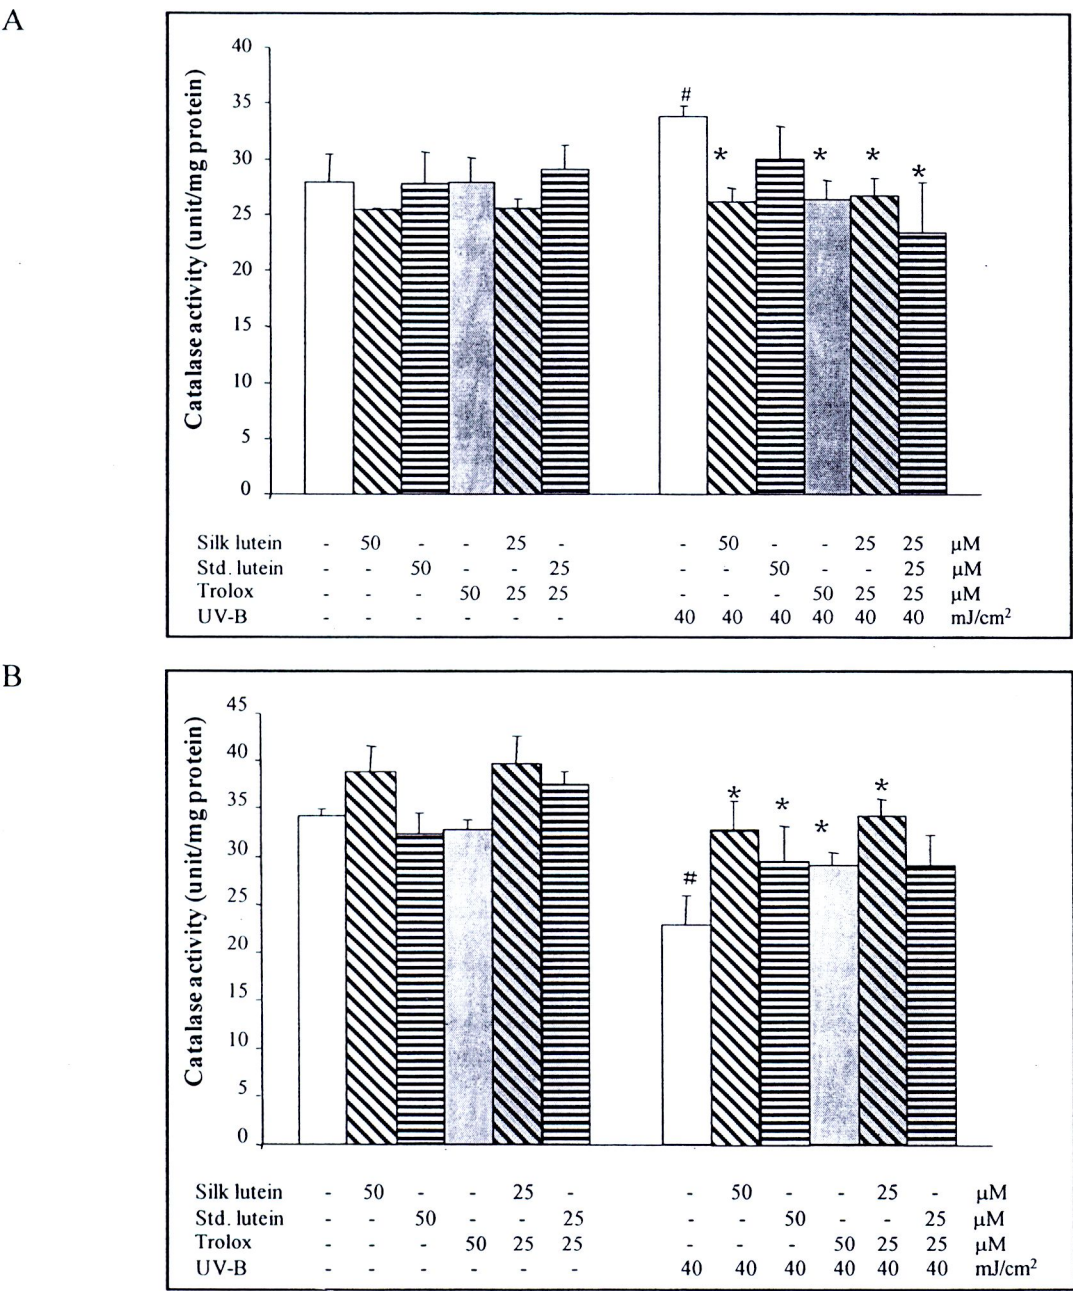 A
Catalase activity (unit/mg protein)
40
35
30
25
20
15
10
5
0
#
* * * *
Silk lutein - 50 - - 25 - - 50 - - 25 25 μM
Std. lutein - - 50 - - 25 - - 50 - - 25 μM
Trolox - - - 50 25 25 - - - 50 25 25 μM
UV-B - - - - - - 40 40 40 40 40 40 mJ/cm²
B
Catalase activity (unit/mg protein)
45
40
35
30
25
20
15
10
5
0
#
* * * *
Silk lutein - 50 - - 25 - - 50 - - 25 - μM
Std. lutein - - 50 - - 25 - - 50 - - 25 μM
Trolox - - - 50 25 25 - - - 50 25 25 μM
UV-B - - - - - - 40 40 40 40 40 40 mJ/cm²